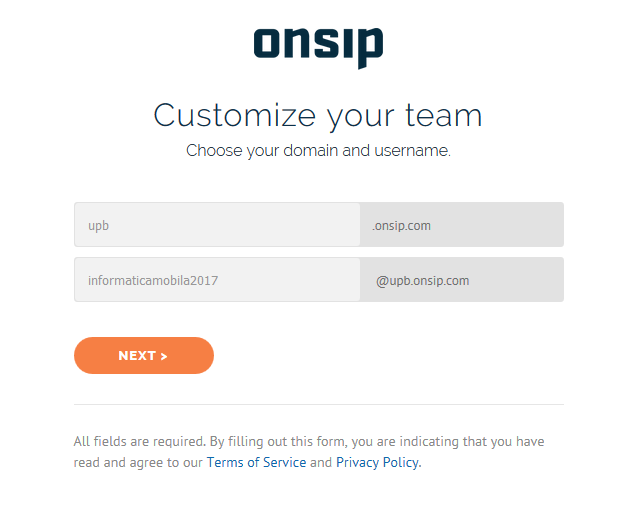 onsip
Customize your team
Choose your domain and username.
upb .onsip.com
informaticamobila2017 @upb.onsip.com
NEXT >
All fields are required. By filling out this form, you are indicating that you have
read and agree to our Terms of Service and Privacy Policy.